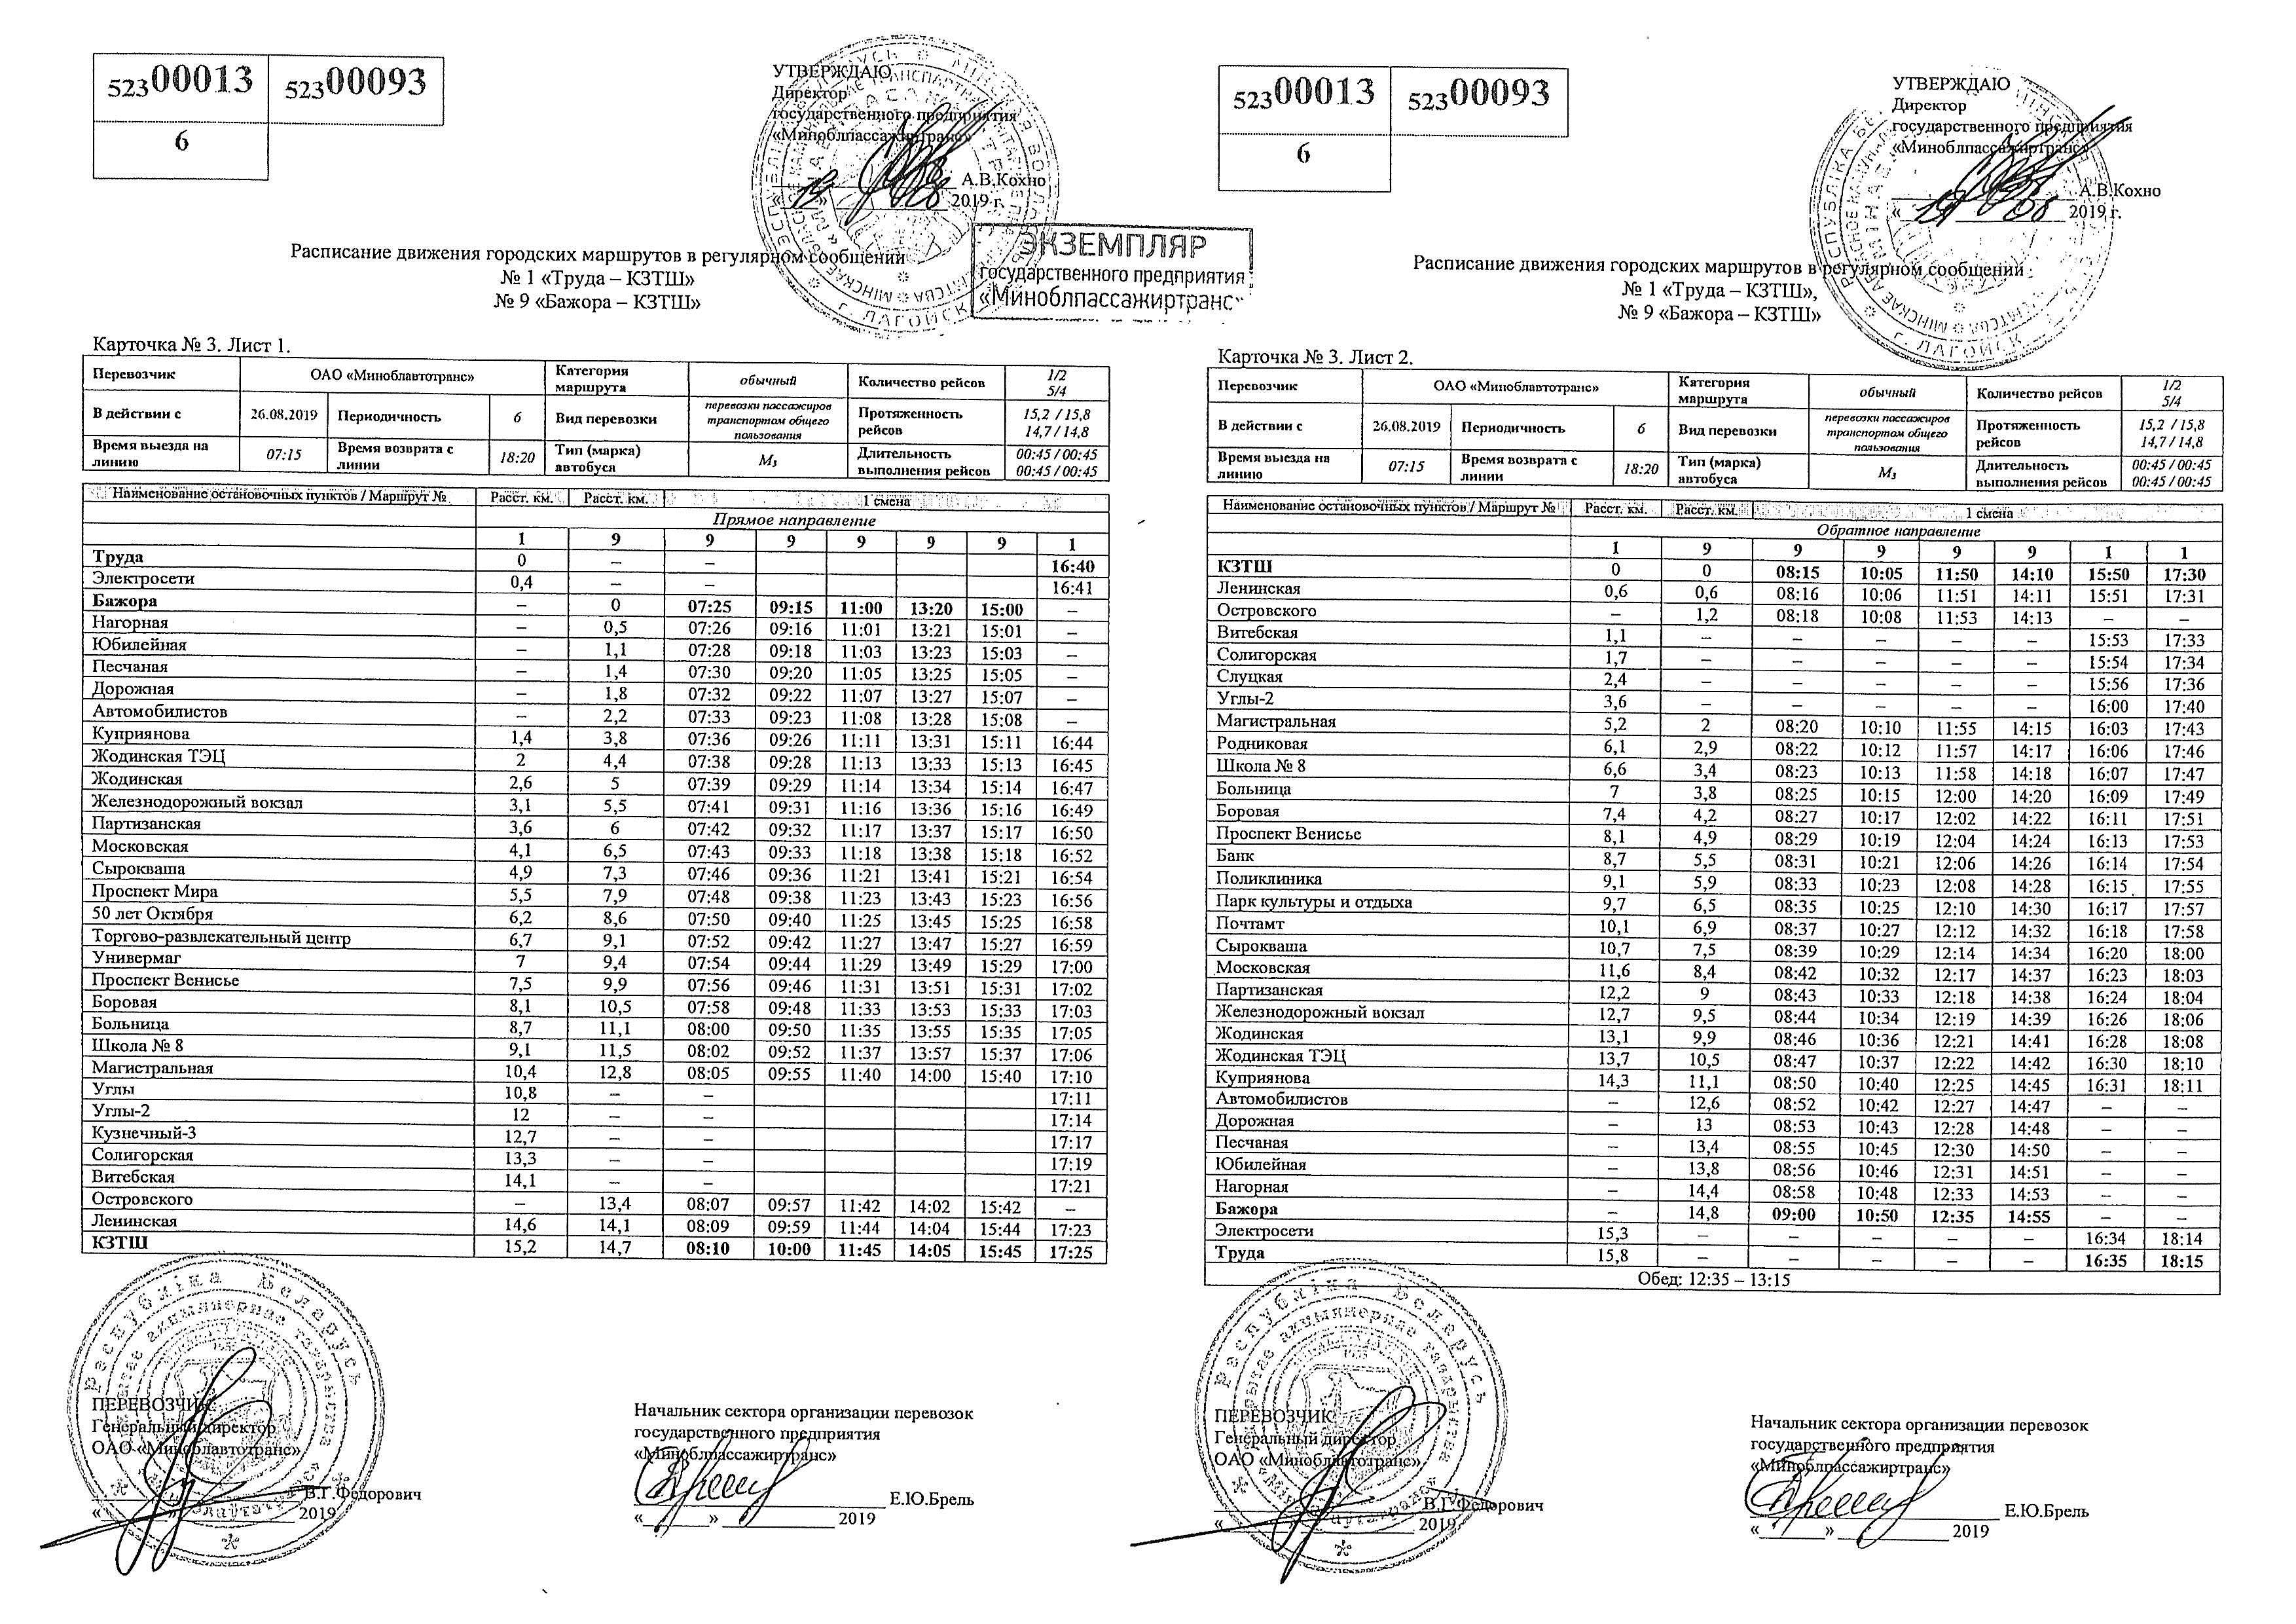 52300013 52300093
6
УТВЕРЖДАЮ
Директор
государственного предприятия
«Миноблпассажиртранс»
А.В.Кохно
2019 г.
ЭКЗЕМПЛЯР
государственного предприятия
«Миноблпассажиртранс»
Расписание движения городских маршрутов в регулярном сообщении
№ 1 «Труда – КЗТШ»
№ 9 «Бажора – КЗТШ»
Карточка № 3. Лист 1.
Перевозчик ОАО «Миноблавтотранс» Категория маршрута обычный Количество рейсов 1/2 5/4
В действии с 26.08.2019 Периодичность 6 Вид перевозки перевозки пассажиров транспортом общего пользования Протяженность рейсов 15,2 / 15,8 14,7 / 14,8
Время выезда на линию 07:15 Время возврата с линии 18:20 Тип (марка) автобуса М₃ Длительность выполнения рейсов 00:45 / 00:45 00:45 / 00:45
Наименование остановочных пунктов / Маршрут № Расст. км. Расст. км. 1 смена
Прямое направление
1 9 9 9 9 9 9 1
Труда 0 – – 16:40
Электросети 0,4 – – 16:41
Бажора – 0 07:25 09:15 11:00 13:20 15:00 –
Нагорная – 0,5 07:26 09:16 11:01 13:21 15:01 –
Юбилейная – 1,1 07:28 09:18 11:03 13:23 15:03 –
Песчаная – 1,4 07:30 09:20 11:05 13:25 15:05 –
Дорожная – 1,8 07:32 09:22 11:07 13:27 15:07 –
Автомобилистов – 2,2 07:33 09:23 11:08 13:28 15:08 –
Куприянова 1,4 3,8 07:36 09:26 11:11 13:31 15:11 16:44
Жодинская ТЭЦ 2 4,4 07:38 09:28 11:13 13:33 15:13 16:45
Жодинская 2,6 5 07:39 09:29 11:14 13:34 15:14 16:47
Железнодорожный вокзал 3,1 5,5 07:41 09:31 11:16 13:36 15:16 16:49
Партизанская 3,6 6 07:42 09:32 11:17 13:37 15:17 16:50
Московская 4,1 6,5 07:43 09:33 11:18 13:38 15:18 16:52
Сырокваша 4,9 7,3 07:46 09:36 11:21 13:41 15:21 16:54
Проспект Мира 5,5 7,9 07:48 09:38 11:23 13:43 15:23 16:56
50 лет Октября 6,2 8,6 07:50 09:40 11:25 13:45 15:25 16:58
Торгово-развлекательный центр 6,7 9,1 07:52 09:42 11:27 13:47 15:27 16:59
Универмаг 7 9,4 07:54 09:44 11:29 13:49 15:29 17:00
Проспект Венисье 7,5 9,9 07:56 09:46 11:31 13:51 15:31 17:02
Боровая 8,1 10,5 07:58 09:48 11:33 13:53 15:33 17:03
Больница 8,7 11,1 08:00 09:50 11:35 13:55 15:35 17:05
Школа № 8 9,1 11,5 08:02 09:52 11:37 13:57 15:37 17:06
Магистральная 10,4 12,8 08:05 09:55 11:40 14:00 15:40 17:10
Углы 10,8 – – 17:11
Углы-2 12 – – 17:14
Кузнечный-3 12,7 – – 17:17
Солигорская 13,3 – – 17:19
Витебская 14,1 – – 17:21
Островского – 13,4 08:07 09:57 11:42 14:02 15:42 –
Ленинская 14,6 14,1 08:09 09:59 11:44 14:04 15:44 17:23
КЗТШ 15,2 14,7 08:10 10:00 11:45 14:05 15:45 17:25
ПЕРЕВОЗЧИК
Генеральный директор
ОАО «Миноблавтотранс»
В.Г.Федорович
2019
Начальник сектора организации перевозок
государственного предприятия
«Миноблпассажиртранс»
Е.Ю.Брель
« » 2019
52300013 52300093
6
УТВЕРЖДАЮ
Директор
государственного предприятия
«Миноблпассажиртранс»
А.В.Кохно
2019 г.
Расписание движения городских маршрутов в регулярном сообщении
№ 1 «Труда – КЗТШ»,
№ 9 «Бажора – КЗТШ»
Карточка № 3. Лист 2.
Перевозчик ОАО «Миноблавтотранс» Категория маршрута обычный Количество рейсов 1/2 5/4
В действии с 26.08.2019 Периодичность 6 Вид перевозки перевозки пассажиров транспортом общего пользования Протяженность рейсов 15,2 / 15,8 14,7 / 14,8
Время выезда на линию 07:15 Время возврата с линии 18:20 Тип (марка) автобуса М₃ Длительность выполнения рейсов 00:45 / 00:45 00:45 / 00:45
Наименование остановочных пунктов / Маршрут № Расст. км. Расст. км. 1 смена
Обратное направление
1 9 9 9 9 9 1 1
КЗТШ 0 0 08:15 10:05 11:50 14:10 15:50 17:30
Ленинская 0,6 0,6 08:16 10:06 11:51 14:11 15:51 17:31
Островского – 1,2 08:18 10:08 11:53 14:13 – –
Витебская 1,1 – – – – – 15:53 17:33
Солигорская 1,7 – – – – – 15:54 17:34
Слуцкая 2,4 – – – – – 15:56 17:36
Углы-2 3,6 – – – – – 16:00 17:40
Магистральная 5,2 2 08:20 10:10 11:55 14:15 16:03 17:43
Родниковая 6,1 2,9 08:22 10:12 11:57 14:17 16:06 17:46
Школа № 8 6,6 3,4 08:23 10:13 11:58 14:18 16:07 17:47
Больница 7 3,8 08:25 10:15 12:00 14:20 16:09 17:49
Боровая 7,4 4,2 08:27 10:17 12:02 14:22 16:11 17:51
Проспект Венисье 8,1 4,9 08:29 10:19 12:04 14:24 16:13 17:53
Банк 8,7 5,5 08:31 10:21 12:06 14:26 16:14 17:54
Поликлиника 9,1 5,9 08:33 10:23 12:08 14:28 16:15 17:55
Парк культуры и отдыха 9,7 6,5 08:35 10:25 12:10 14:30 16:17 17:57
Почтамт 10,1 6,9 08:37 10:27 12:12 14:32 16:18 17:58
Сырокваша 10,7 7,5 08:39 10:29 12:14 14:34 16:20 18:00
Московская 11,6 8,4 08:42 10:32 12:17 14:37 16:23 18:03
Партизанская 12,2 9 08:43 10:33 12:18 14:38 16:24 18:04
Железнодорожный вокзал 12,7 9,5 08:44 10:34 12:19 14:39 16:26 18:06
Жодинская 13,1 9,9 08:46 10:36 12:21 14:41 16:28 18:08
Жодинская ТЭЦ 13,7 10,5 08:47 10:37 12:22 14:42 16:30 18:10
Куприянова 14,3 11,1 08:50 10:40 12:25 14:45 16:31 18:11
Автомобилистов – 12,6 08:52 10:42 12:27 14:47 – –
Дорожная – 13 08:53 10:43 12:28 14:48 – –
Песчаная – 13,4 08:55 10:45 12:30 14:50 – –
Юбилейная – 13,8 08:56 10:46 12:31 14:51 – –
Нагорная – 14,4 08:58 10:48 12:33 14:53 – –
Бажора – 14,8 09:00 10:50 12:35 14:55 – –
Электросети 15,3 – – – – – 16:34 18:14
Труда 15,8 – – – – – 16:35 18:15
Обед: 12:35 – 13:15
ПЕРЕВОЗЧИК
Генеральный директор
ОАО «Миноблавтотранс»
В.Г.Федорович
2019
Начальник сектора организации перевозок
государственного предприятия
«Миноблпассажиртранс»
Е.Ю.Брель
« » 2019